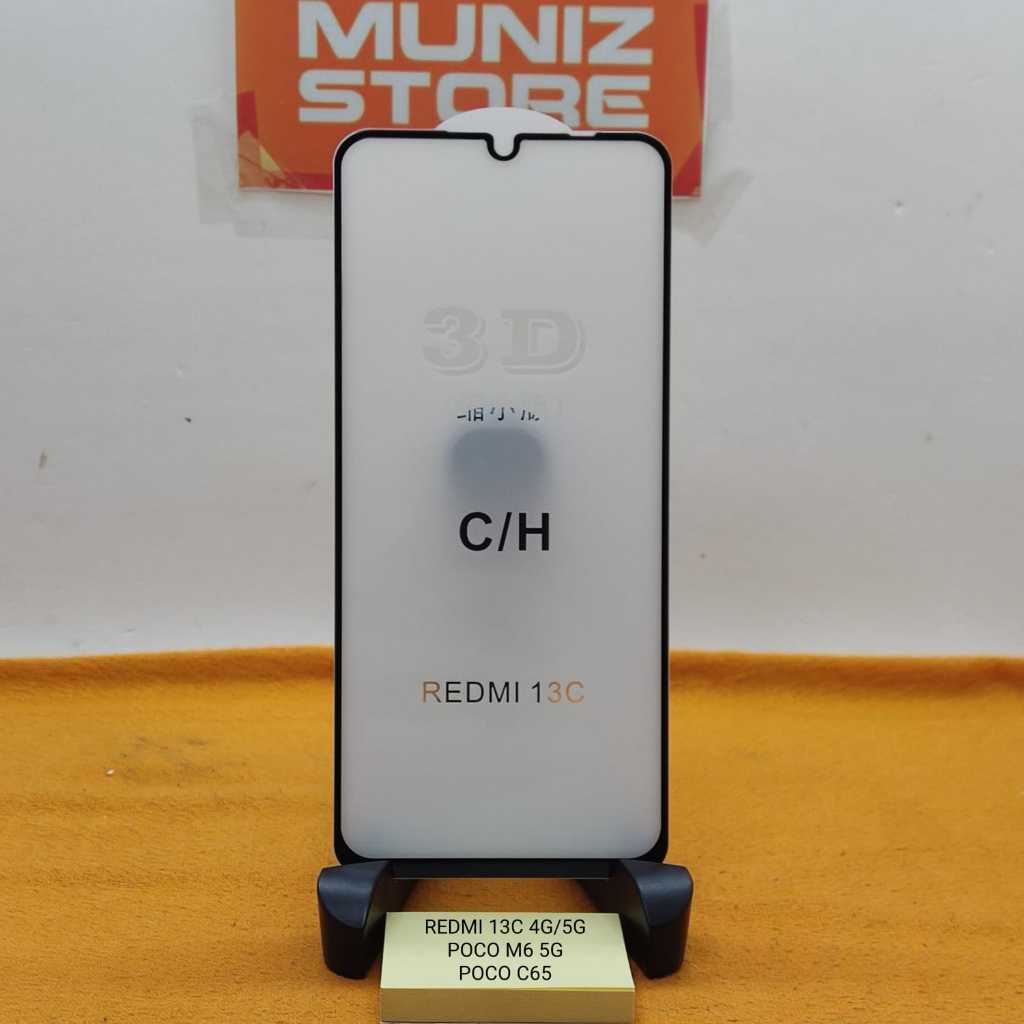 MUNIZ
STORE
3D
C/H
REDMI 13C
REDMI 13C 4G/5G
POCO M6 5G
POCO C65